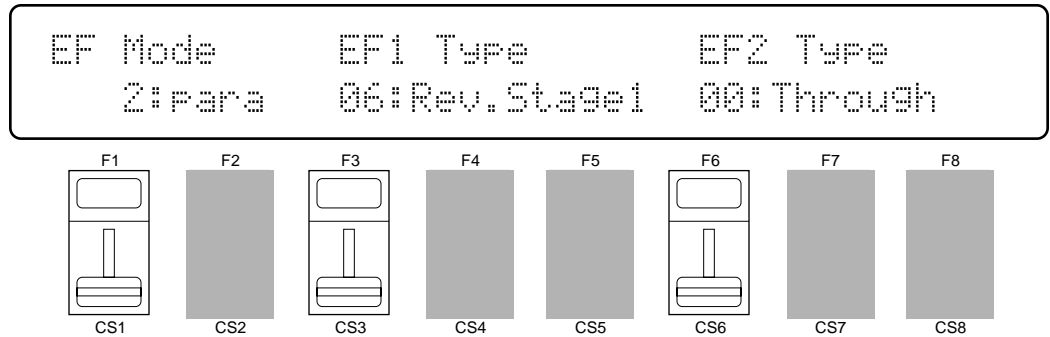 EF Mode EF1 Type EF2 Type
2:para 06:Rev.Stage1 00:Through
F1 F2 F3 F4 F5 F6 F7 F8
CS1 CS2 CS3 CS4 CS5 CS6 CS7 CS8